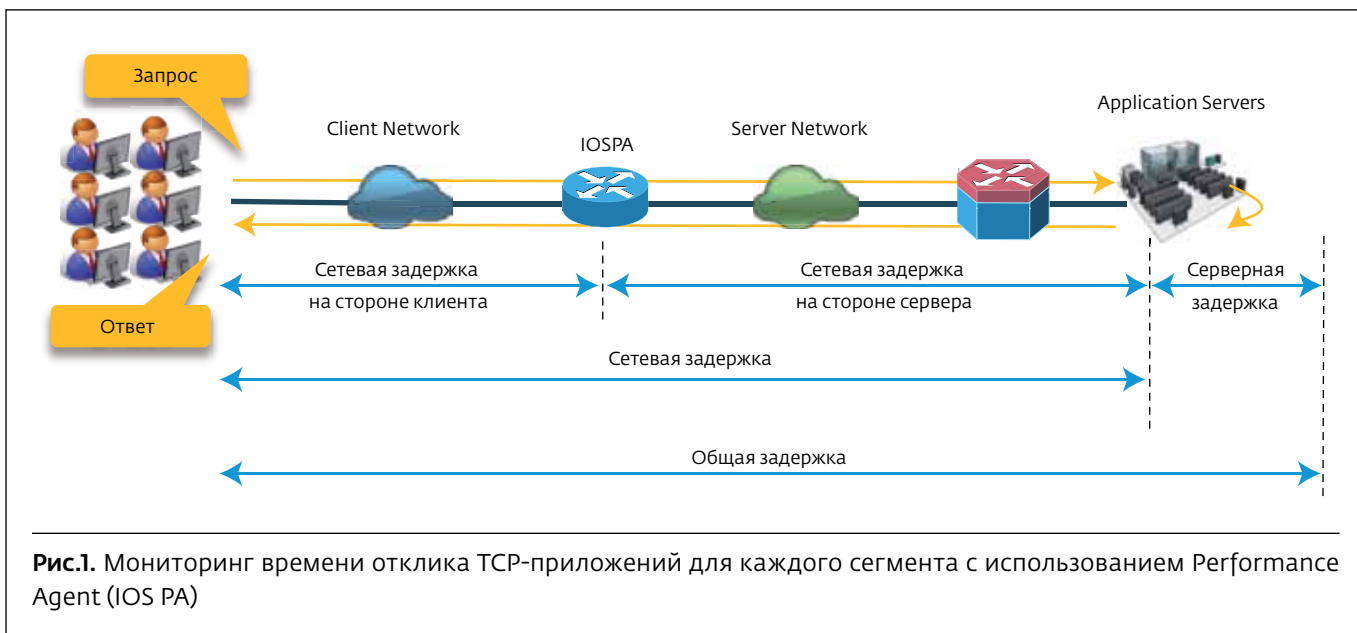 Запрос
Client Network
IOSPA
Server Network
Application Servers
Ответ
Сетевая задержка
на стороне клиента
Сетевая задержка
на стороне сервера
Серверная
задержка
Сетевая задержка
Общая задержка
Рис.1. Мониторинг времени отклика TCP-приложений для каждого сегмента с использованием Performance
Agent (IOS PA)